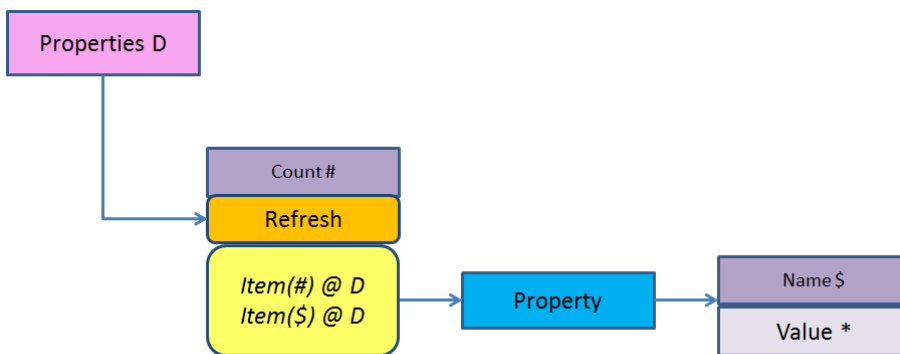 Properties D
Count #
Refresh
Item(#) @ D
Item($) @ D
Property
Name $
Value *